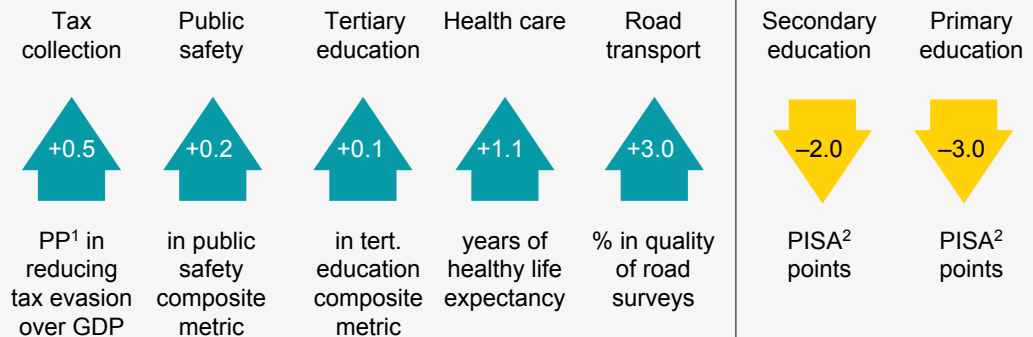 Tax
collection
Public
safety
Tertiary
education
Health care
Road
transport
Secondary
education
Primary
education
+0.5
+0.2
+0.1
+1.1
+3.0
–2.0
–3.0
PP¹ in
reducing
tax evasion
over GDP
in public
safety
composite
metric
in tert.
education
composite
metric
years of
healthy life
expectancy
% in quality
of road
surveys
PISA²
points
PISA²
points